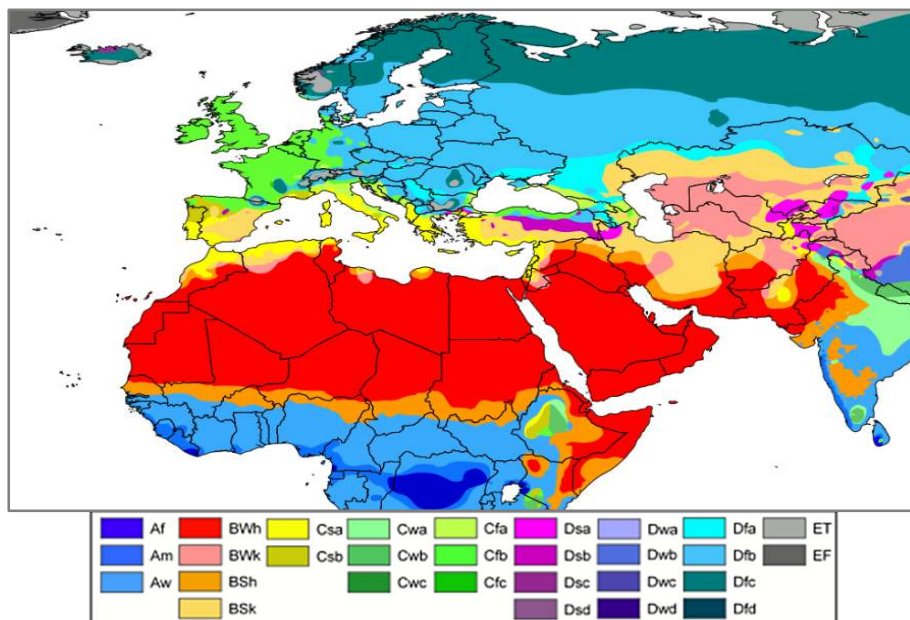 Af BWh Csa Cwa Cfa Dsa Dwa Dfa ET
Am BWk Csb Cwb Cfb Dsb Dwb Dfb EF
Aw BSh Cwc Cfc Dsc Dwc Dfc
BSk Dsd Dwd Dfd